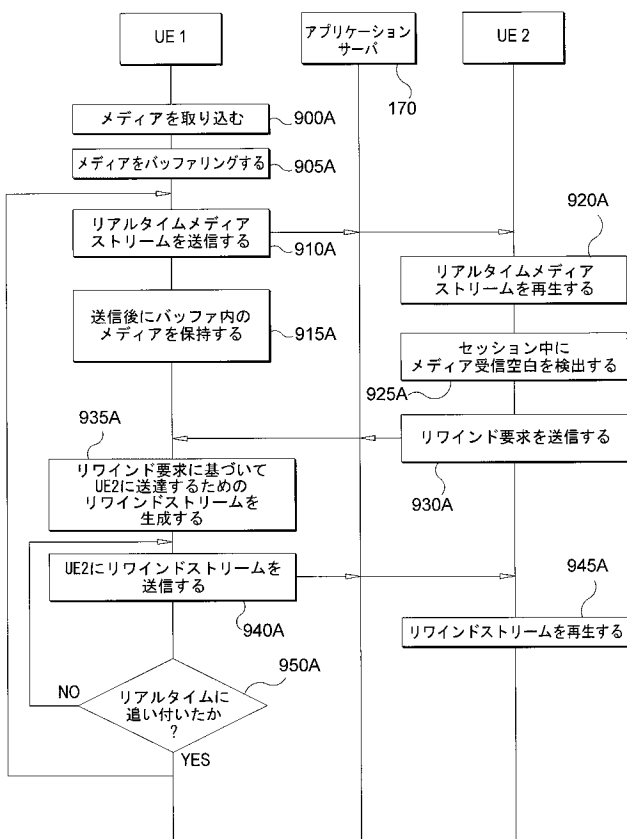 UE 1
アプリケーション
サーバ
170
UE 2
メディアを取り込む
900A
メディアをバッファリングする
905A
リアルタイムメディア
ストリームを送信する
910A
920A
リアルタイムメディア
ストリームを再生する
送信後にバッファ内の
メディアを保持する
915A
セッション中に
メディア受信空白を検出する
925A
935A
リワインド要求を送信する
930A
リワインド要求に基づいて
UE2に送達するための
リワインドストリームを
生成する
UE2にリワインドストリームを
送信する
940A
945A
リワインドストリームを再生する
950A
リアルタイムに
追い付いたか
?
NO
YES